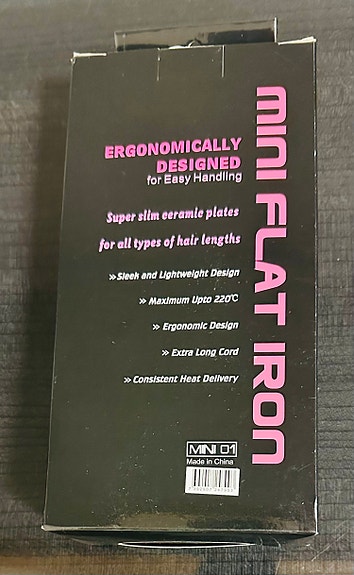 MINI FLAT IRON
ERGONOMICALLY
DESIGNED
for Easy Handling
Super slim ceramic plates
for all types of hair lengths
»Sleek and Lightweight Design
» Maximum Upto 220℃
» Ergonomic Design
» Extra Long Cord
» Consistent Heat Delivery
MINI 01
Made in China